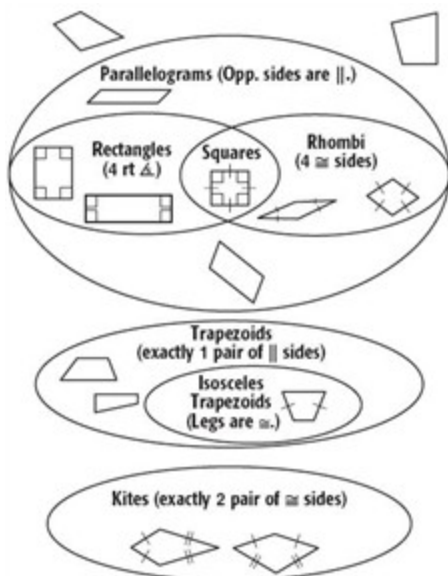 Parallelograms (Opp. sides are ||.)
Rectangles
(4 rt ∡.)
Squares
Rhombi
(4 ≅ sides)
Trapezoids
(exactly 1 pair of || sides)
Isosceles
Trapezoids
(Legs are ≅.)
Kites (exactly 2 pair of ≅ sides)